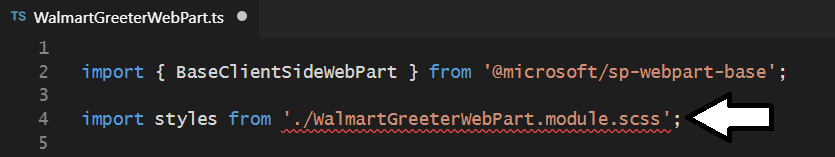 TS WalmartGreeterWebPart.ts
1
2 import { BaseClientSideWebPart } from '@microsoft/sp-webpart-base';
3
4 import styles from './WalmartGreeterWebPart.module.scss';
5